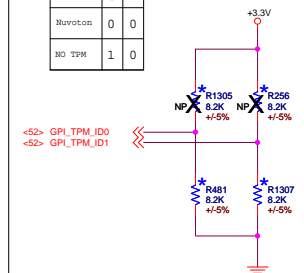 +3.3V
Nuvoton 0 0
NO TPM 1 0
* R1305 * R256
NP 8.2K NP 8.2K
+/-5% +/-5%
<52> GPI_TPM_ID0
<52> GPI_TPM_ID1
* R481 * R1307
8.2K 8.2K
+/-5% +/-5%